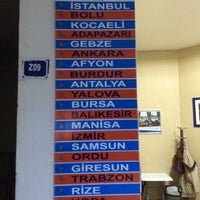 İSTANBUL
BOLU
KOCAELİ
ADAPAZARI
GEBZE
ANKARA
AFYON
BURDUR
ANTALYA
YALOVA
BURSA
BALIKESİR
MANİSA
İZMİR
SAMSUN
ORDU
GİRESUN
TRABZON
RİZE
HOPA
Z09